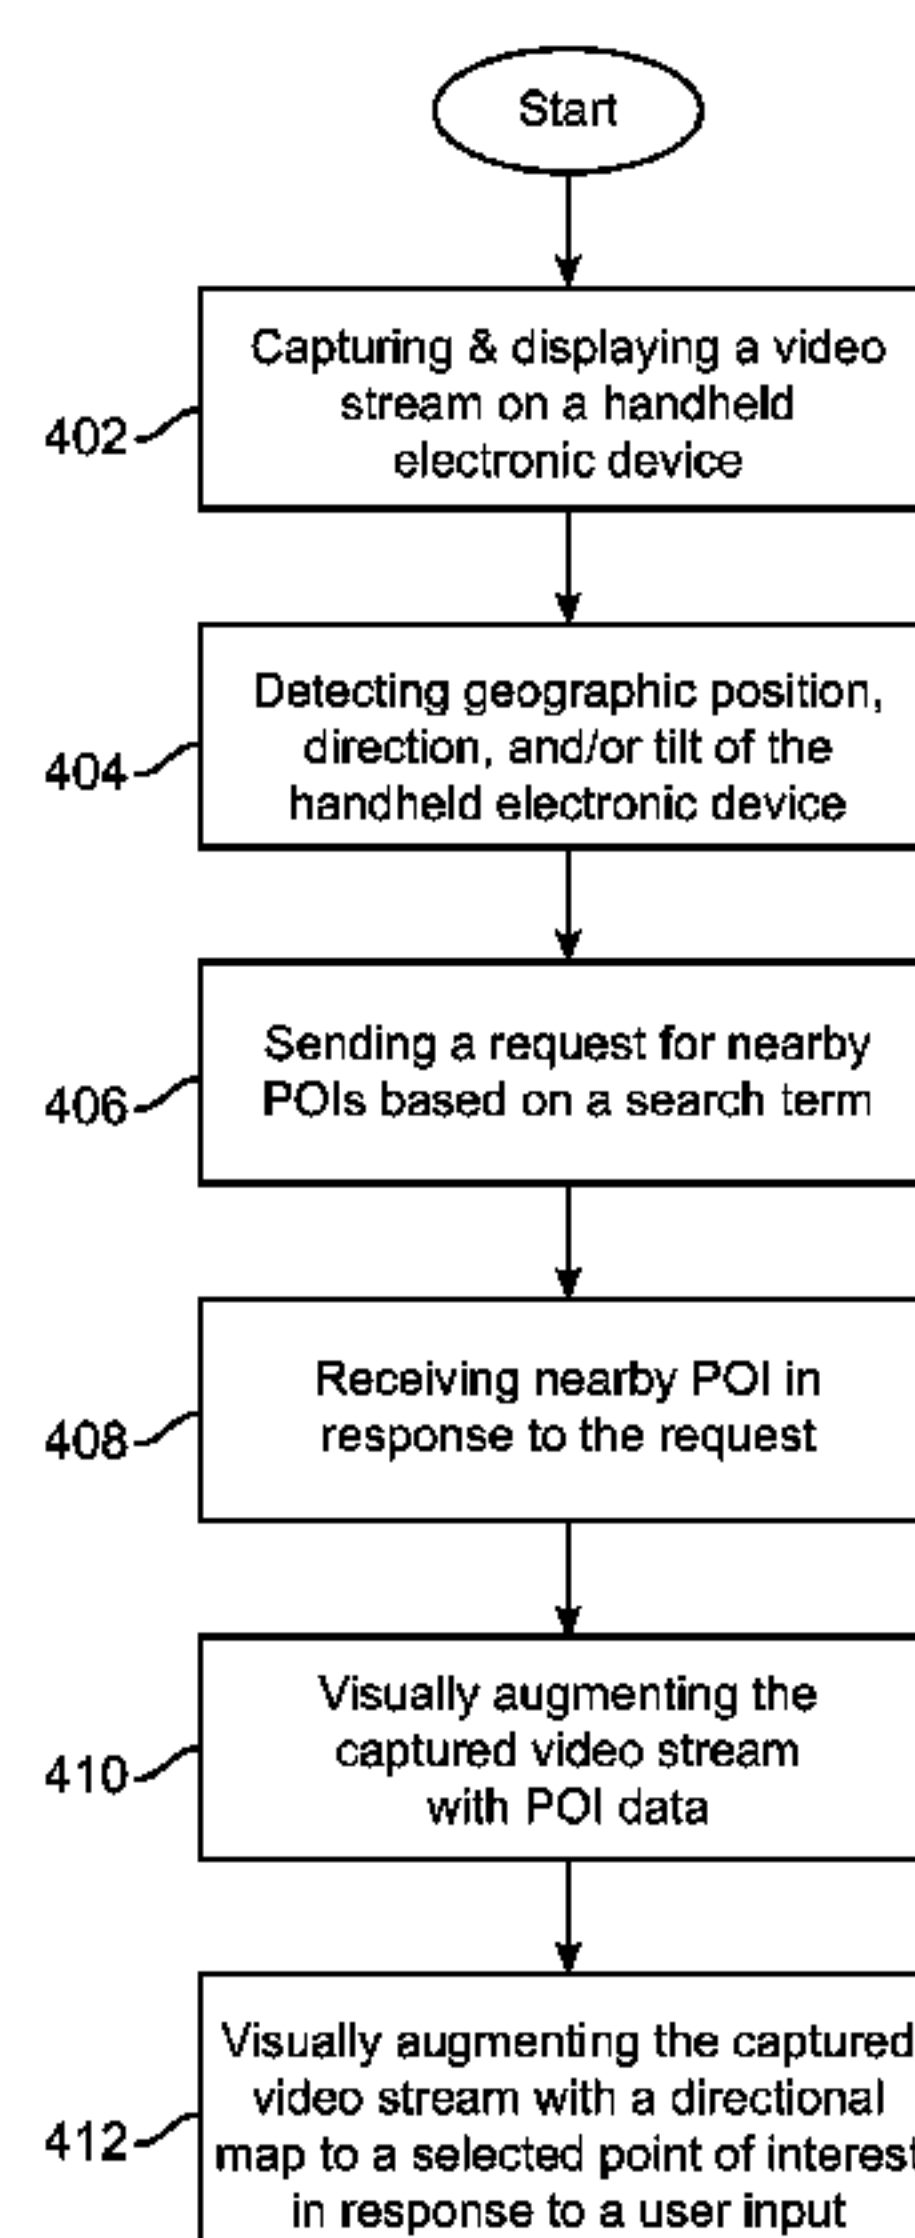 Start
Capturing & displaying a video
stream on a handheld
electronic device
402
Detecting geographic position,
direction, and/or tilt of the
handheld electronic device
404
Sending a request for nearby
POIs based on a search term
406
Receiving nearby POI in
response to the request
408
Visually augmenting the
captured video stream
with POI data
410
Visually augmenting the captured
video stream with a directional
map to a selected point of interest
in response to a user input
412